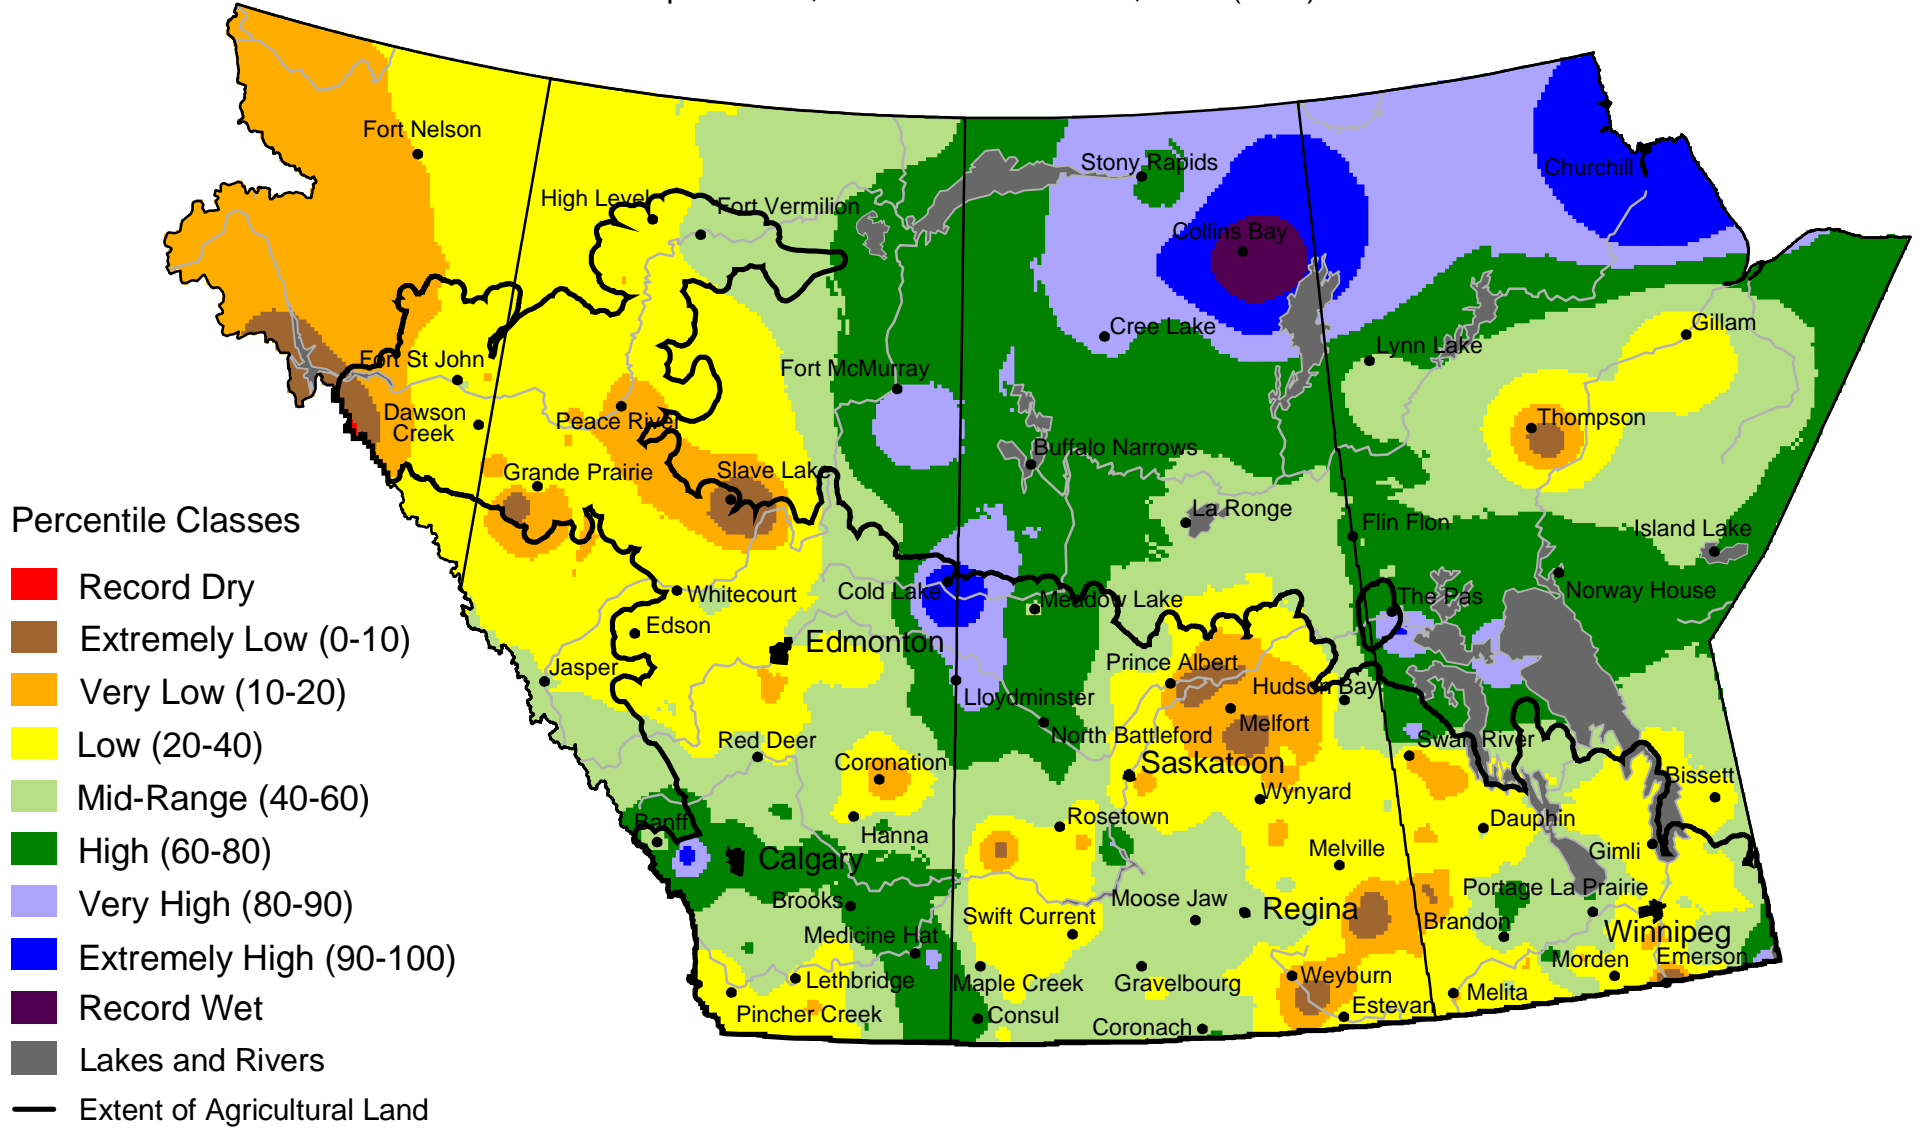 Fort Nelson
High Level
Fort Vermilion
Stony Rapids
Churchill
Collins Bay
Cree Lake
Gillam
Lynn Lake
Fort St John
Fort McMurray
Dawson
Creek
Peace River
Thompson
Buffalo Narrows
Grande Prairie
Slave Lake
La Ronge
Flin Flon
Island Lake
Whitecourt
Cold Lake
Meadow Lake
The Pas
Norway House
Edson
Edmonton
Jasper
Prince Albert
Hudson Bay
Lloydminster
Melfort
North Battleford
Red Deer
Swan River
Coronation
Saskatoon
Bissett
Wynyard
Hanna
Rosetown
Dauphin
Banff
Calgary
Melville
Gimli
Brooks
Moose Jaw
Regina
Portage La Prairie
Swift Current
Brandon
Winnipeg
Medicine Hat
Morden
Emerson
Lethbridge
Maple Creek
Gravelbourg
Weyburn
Melita
Pincher Creek
Consul
Coronach
Estevan
Percentile Classes
Record Dry
Extremely Low (0-10)
Very Low (10-20)
Low (20-40)
Mid-Range (40-60)
High (60-80)
Very High (80-90)
Extremely High (90-100)
Record Wet
Lakes and Rivers
Extent of Agricultural Land